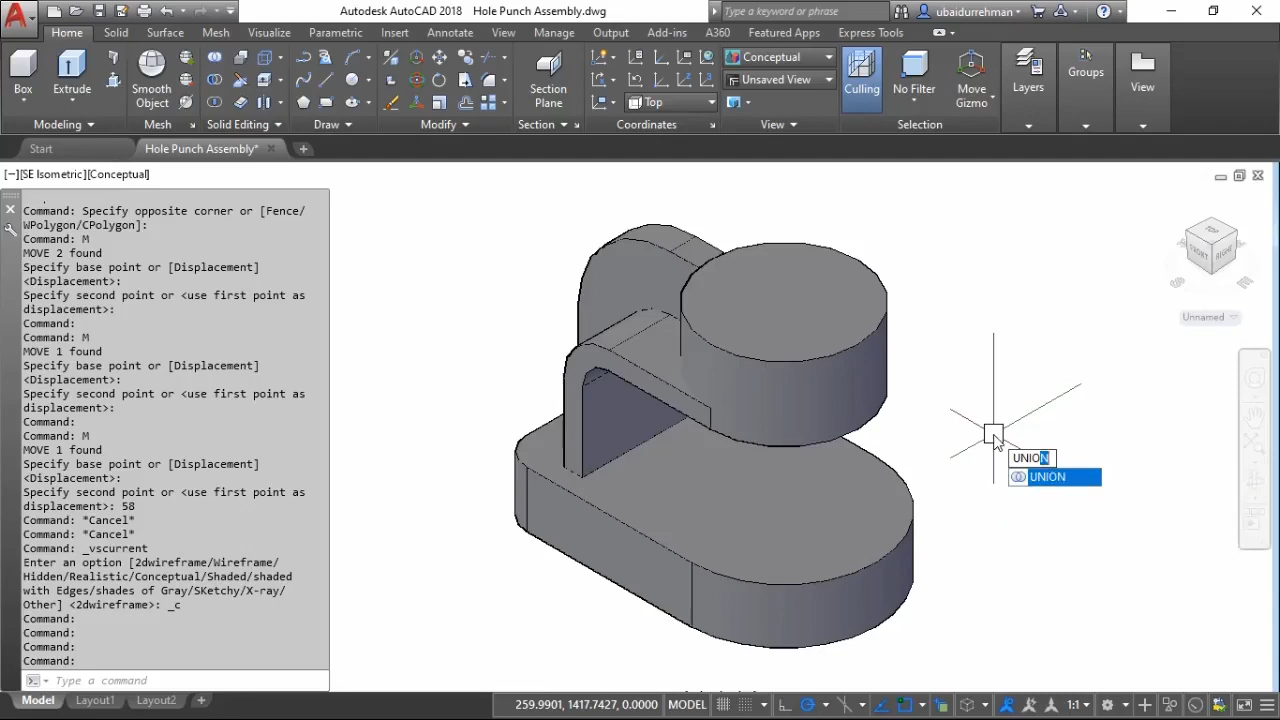 Autodesk AutoCAD 2018 Hole Punch Assembly.dwg
Type a keyword or phrase
ubaidurrehman
Home Solid Surface Mesh Visualize Parametric Insert Annotate View Manage Output Add-ins A360 Featured Apps Express Tools
Box
Extrude
Smooth Object
Section Plane
Conceptual
Unsaved View
Top
Culling
No Filter
Move Gizmo
Layers
Groups
View
Modeling
Mesh
Solid Editing
Draw
Modify
Section
Coordinates
View
Selection
Start
Hole Punch Assembly*
[−][SE Isometric][Conceptual]
Command: Specify opposite corner or [Fence/
WPolygon/CPolygon]:
Command: M
MOVE 2 found
Specify base point or [Displacement]
<Displacement>:
Specify second point or <use first point as
displacement>:
Command:
Command: M
MOVE 1 found
Specify base point or [Displacement]
<Displacement>:
Specify second point or <use first point as
displacement>:
Command:
Command: M
MOVE 1 found
Specify base point or [Displacement]
<Displacement>:
Specify second point or <use first point as
displacement>: 58
Command: *Cancel*
Command: *Cancel*
Command: _vscurrent
Enter an option [2dwireframe/Wireframe/
Hidden/Realistic/Conceptual/Shaded/shaded
with Edges/shades of Gray/SKetchy/X-ray/
Other] <2dwireframe>: _c
Command:
Command:
Command:
Command:
Type a command
TOP
FRONT
RIGHT
S
E
Unnamed
UNION
UNION
Model Layout1 Layout2
259.9901, 1417.7427, 0.0000 MODEL
1:1